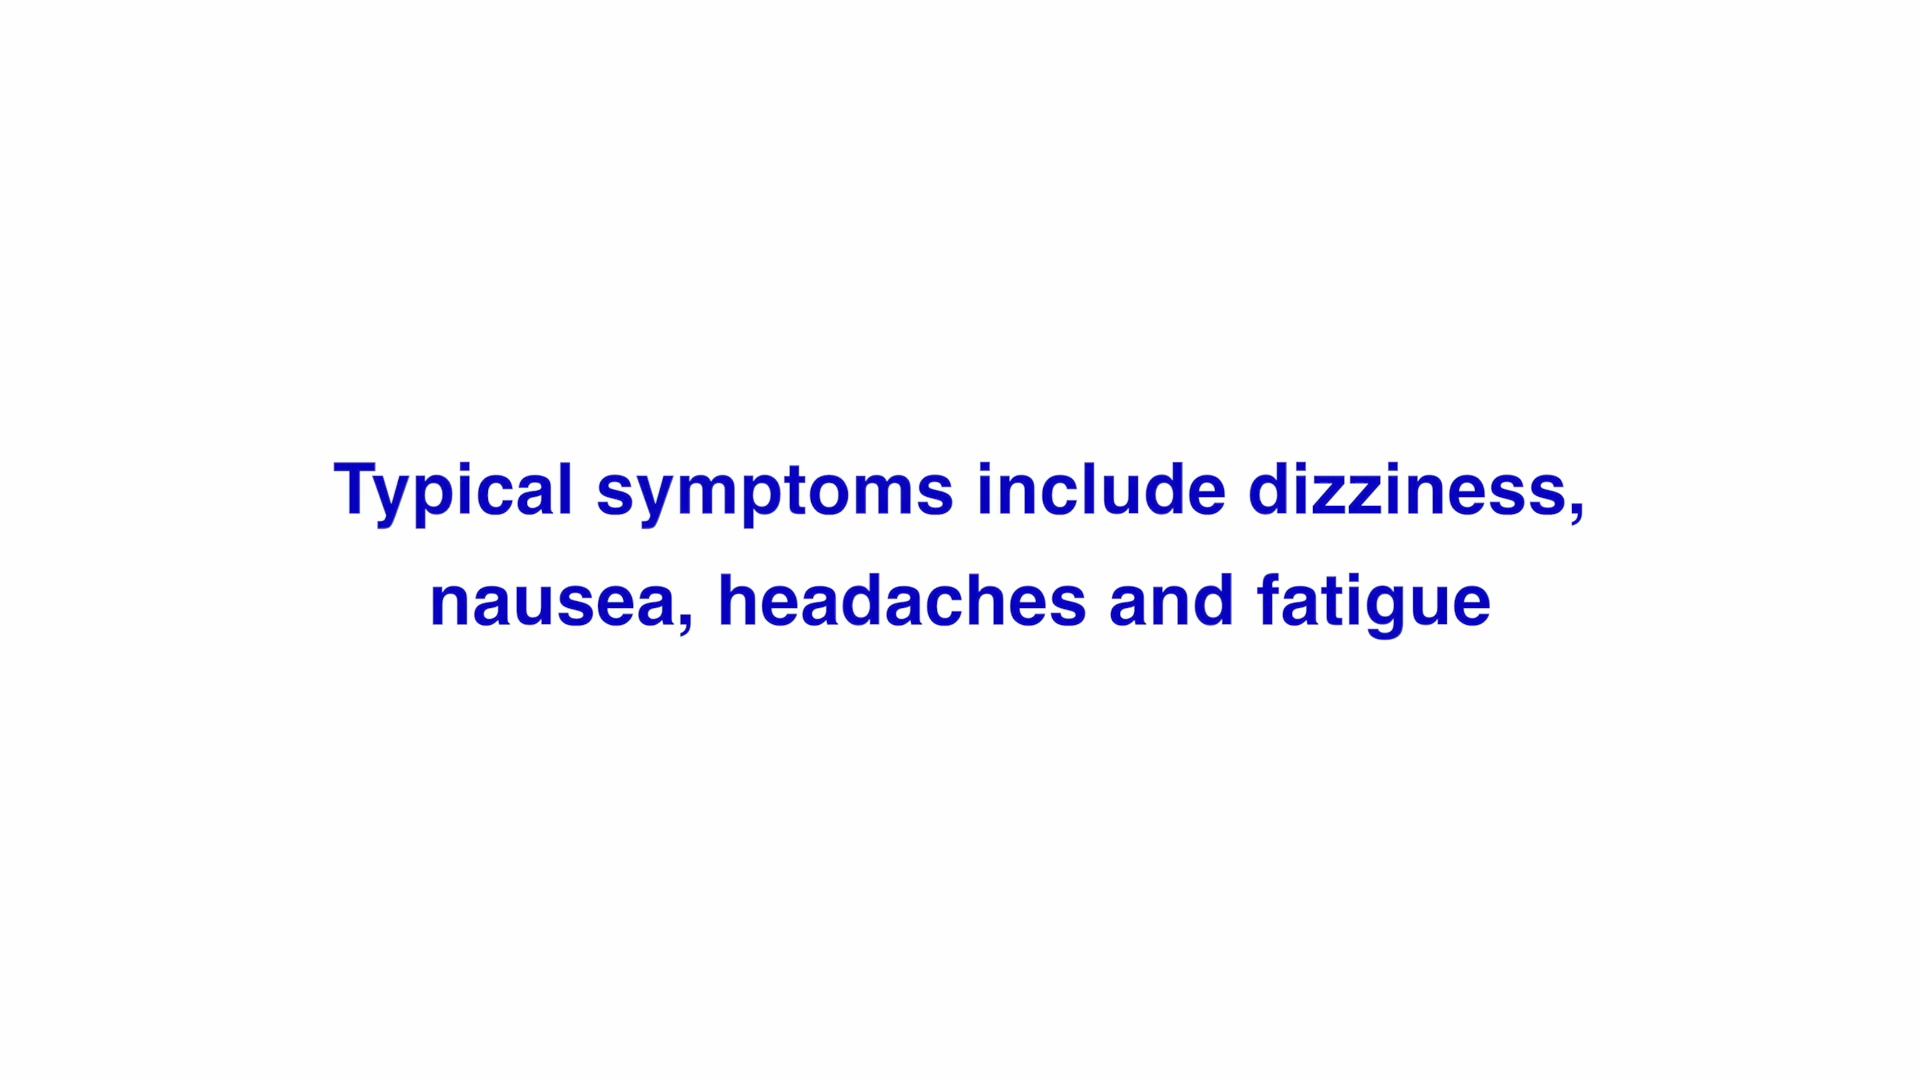 Typical symptoms include dizziness,
nausea, headaches and fatigue